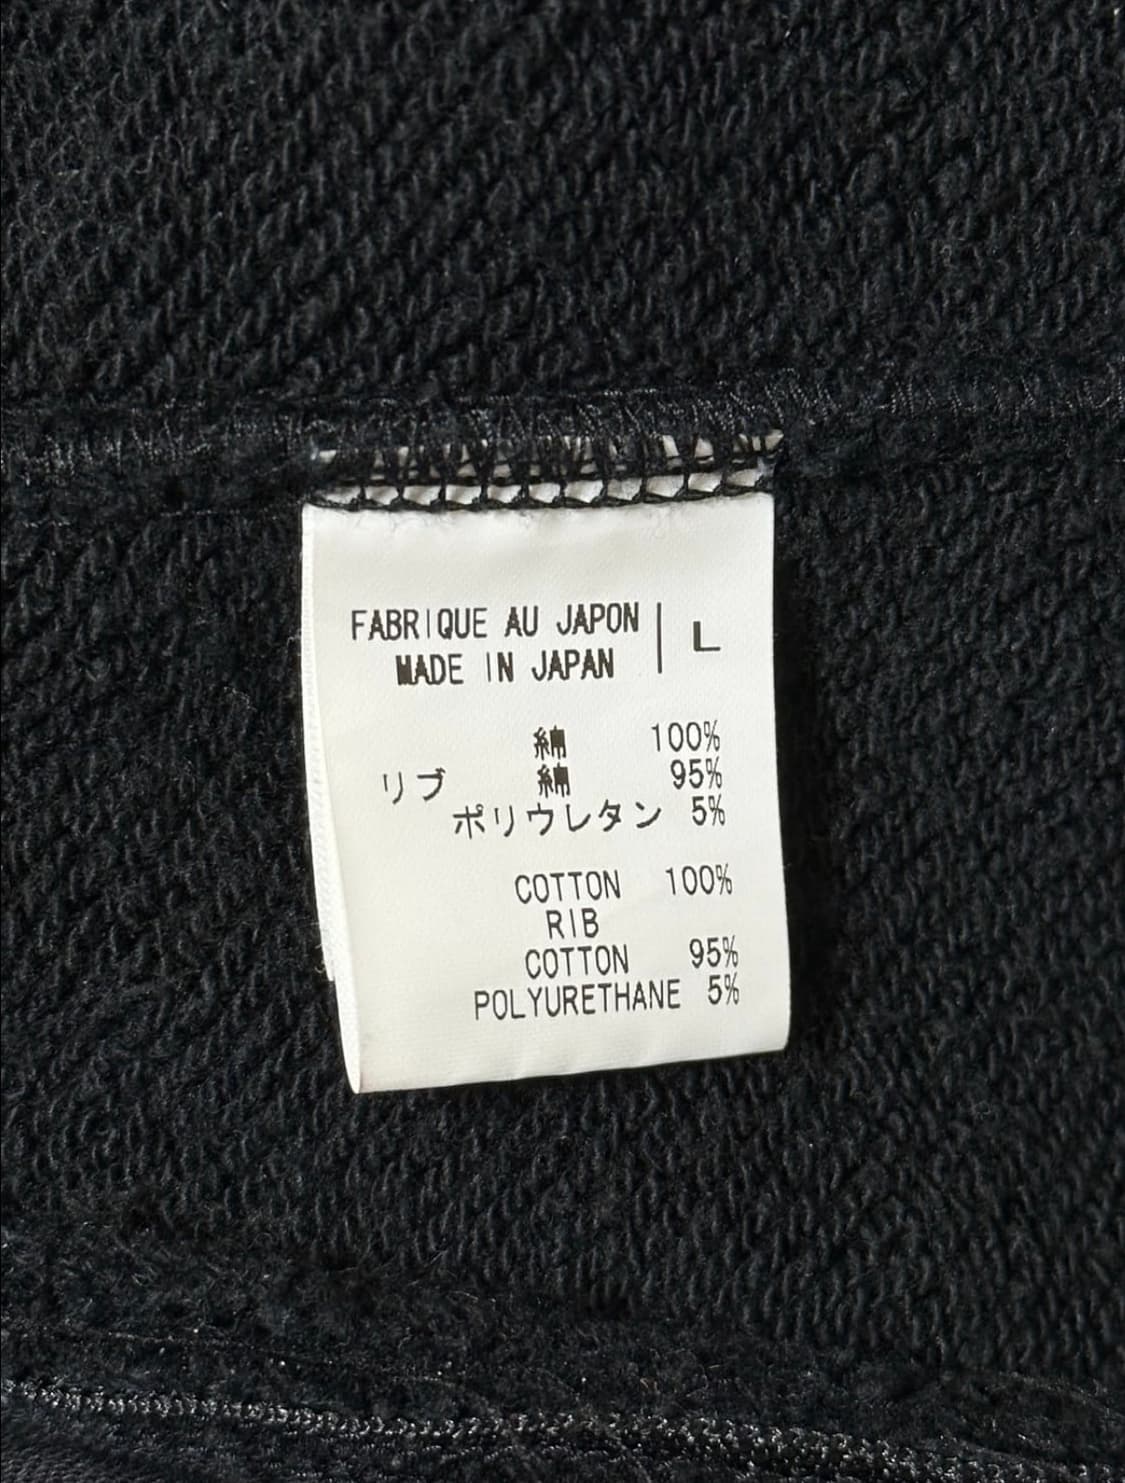 FABRIQUE AU JAPON | L
MADE IN JAPAN
綿 100%
リブ 綿 95%
ポリウレタン 5%
COTTON 100%
RIB
COTTON 95%
POLYURETHANE 5%